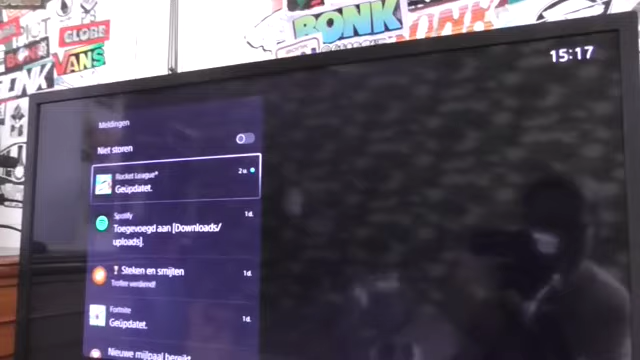 GLOBE
VANS
BONK
15:17
Meldingen
Niet storen
Rocket League®
2 u.
Geüpdatet.
Spotify
1d.
Toegevoegd aan [Downloads/
uploads].
Steken en smijten
1d.
Trofee verdiend!
Fortnite
1d.
Geüpdatet.
Nieuwe mijlpaal bereikt